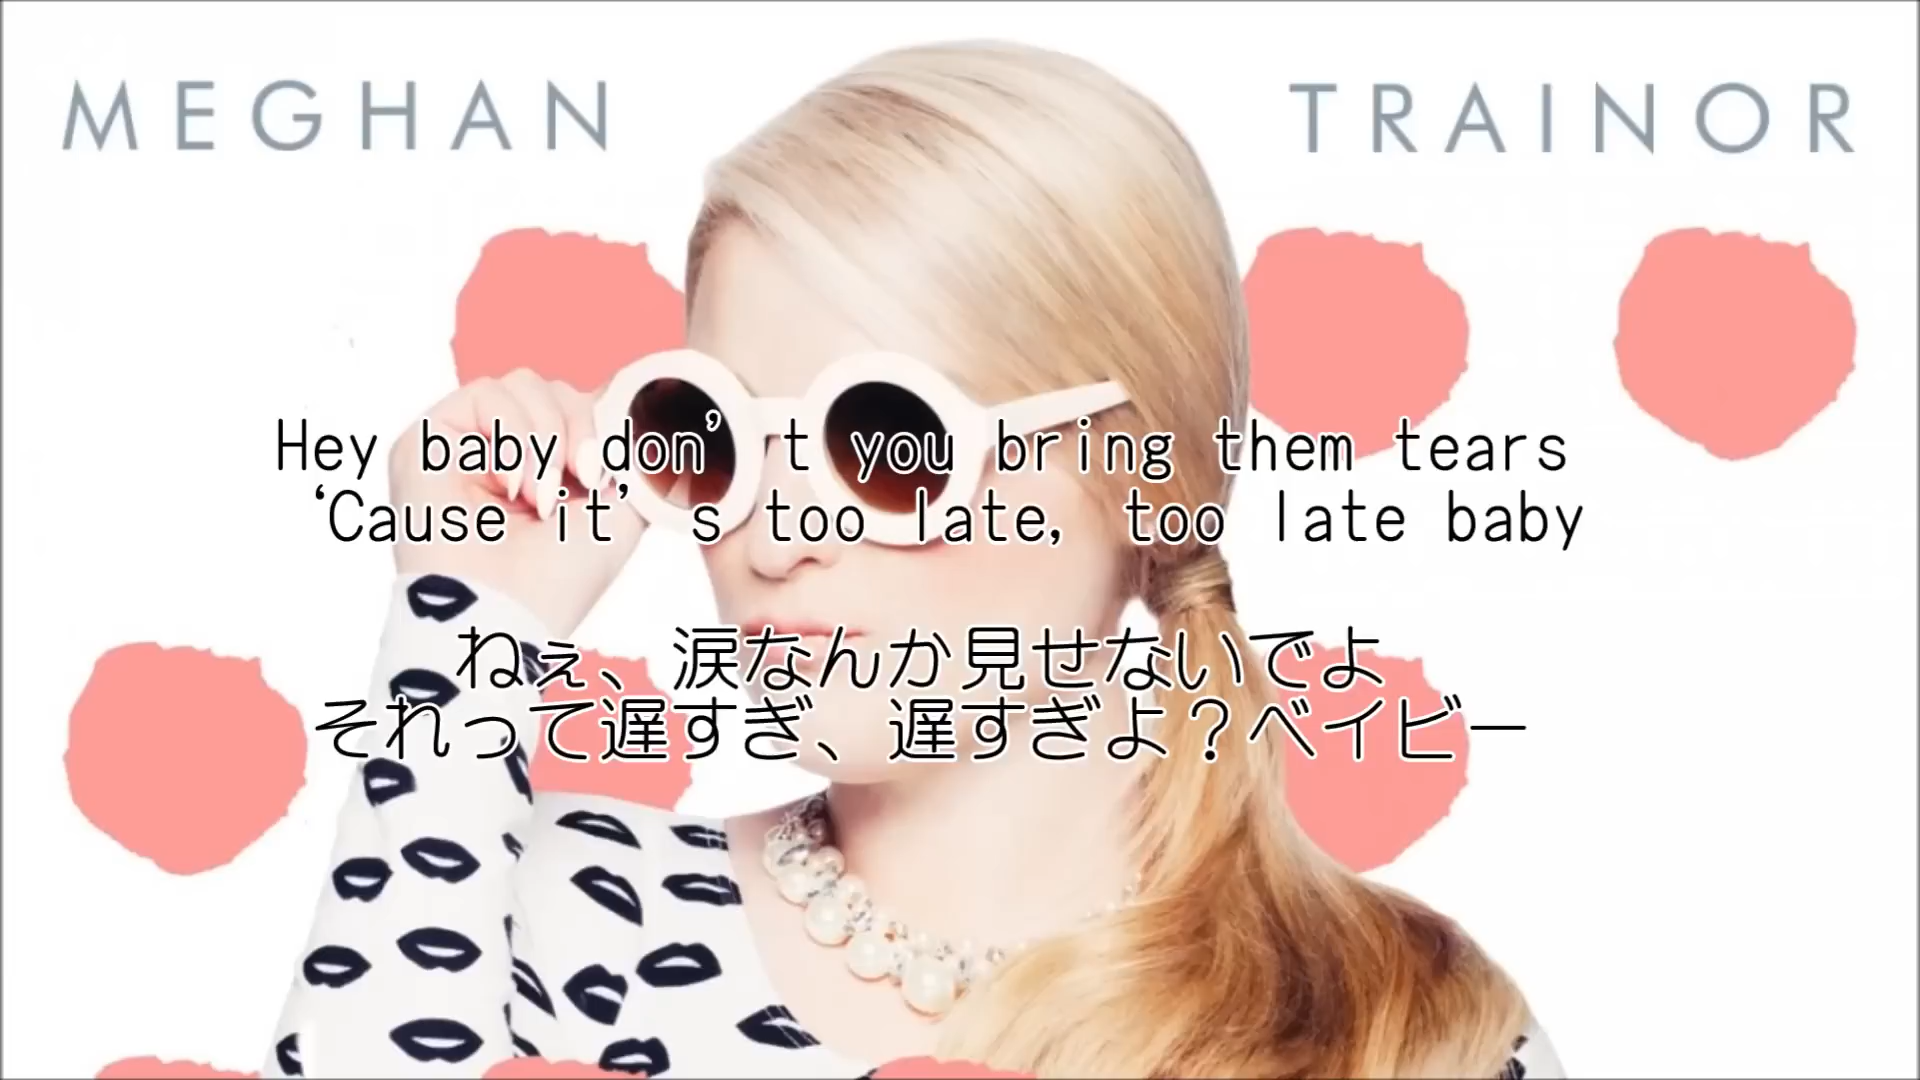 MEGHAN TRAINOR
Hey baby don't you bring them tears
‘Cause it's too late, too late baby
ねぇ、涙なんか見せないでよ
それって遅すぎ、遅すぎよ？ベイビー